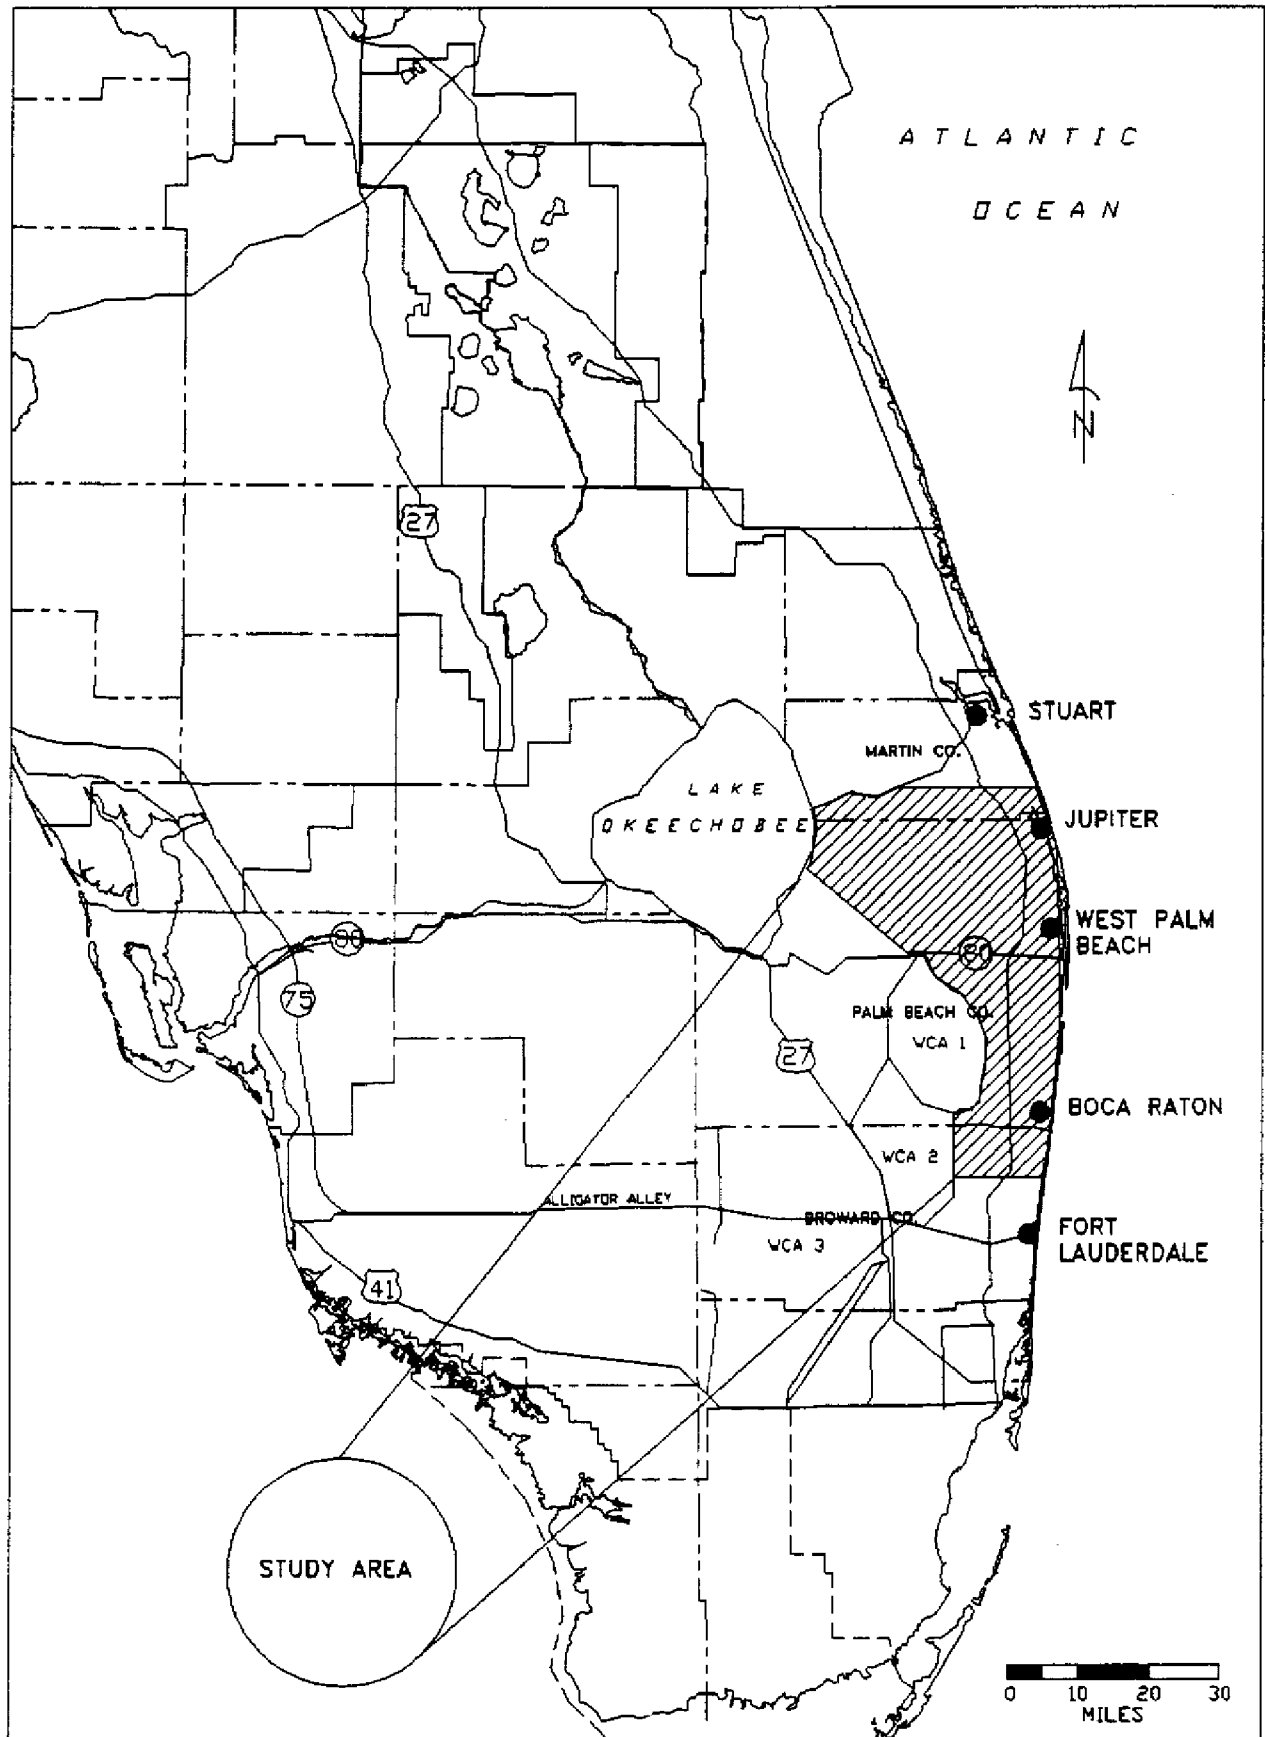 ATLANTIC
OCEAN
N
27
STUART
MARTIN CO.
LAKE
OKEECHOBEE
JUPITER
WEST PALM
BEACH
80
80
75
PALM BEACH CO.
WCA 1
27
BOCA RATON
WCA 2
ALLIGATOR ALLEY
BROWARD CO.
WCA 3
FORT
LAUDERDALE
41
STUDY AREA
0 10 20 30
MILES